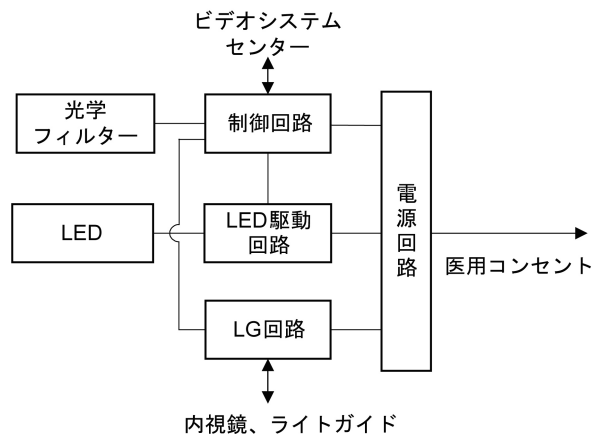 ビデオシステム
センター
光学
フィルター
制御回路
LED
LED駆動
回路
電源回路
医用コンセント
LG回路
内視鏡、ライトガイド